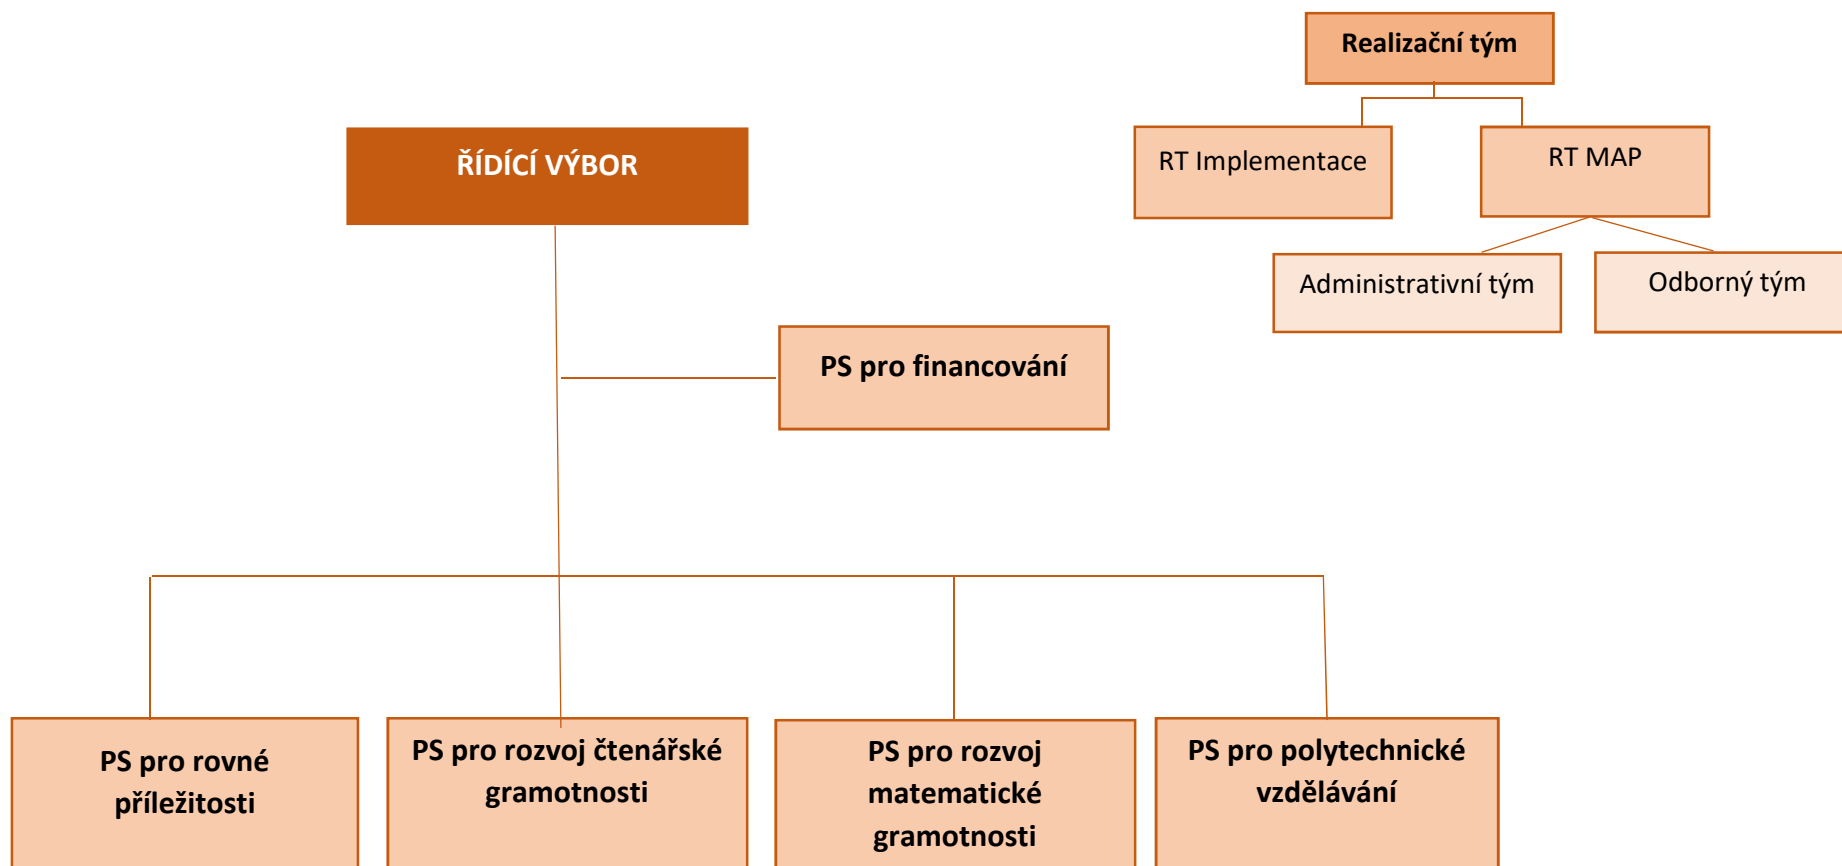 Realizační tým
ŘÍDÍCÍ VÝBOR
RT Implementace
RT MAP
Administrativní tým
Odborný tým
PS pro financování
PS pro rovné
příležitosti
PS pro rozvoj čtenářské
gramotnosti
PS pro rozvoj
matematické
gramotnosti
PS pro polytechnické
vzdělávání